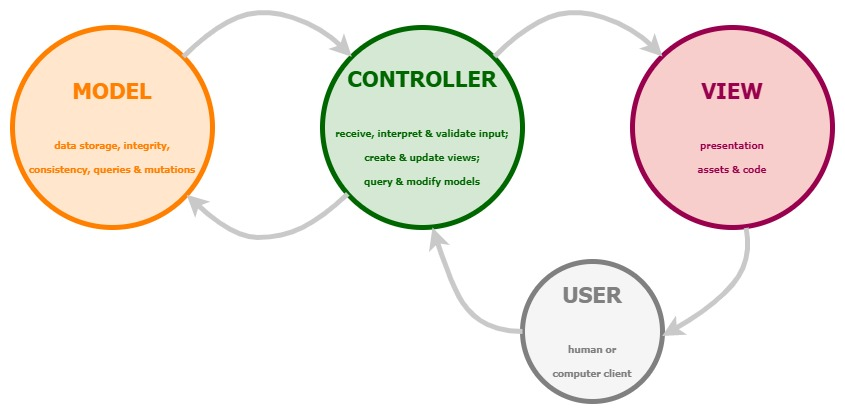 MODEL
data storage, integrity,
consistency, queries & mutations
CONTROLLER
receive, interpret & validate input;
create & update views;
query & modify models
VIEW
presentation
assets & code
USER
human or
computer client